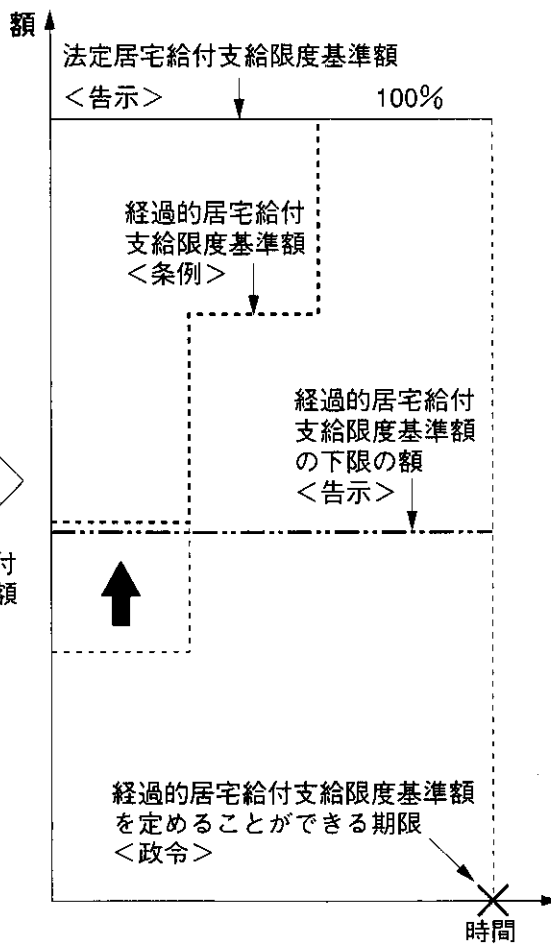 額
法定居宅給付支給限度基準額
<告示>
100%
経過的居宅給付
支給限度基準額
<条例>
経過的居宅給付
支給限度基準額
の下限の額
<告示>
付
額
経過的居宅給付支給限度基準額
を定めることができる期限
<政令>
時間